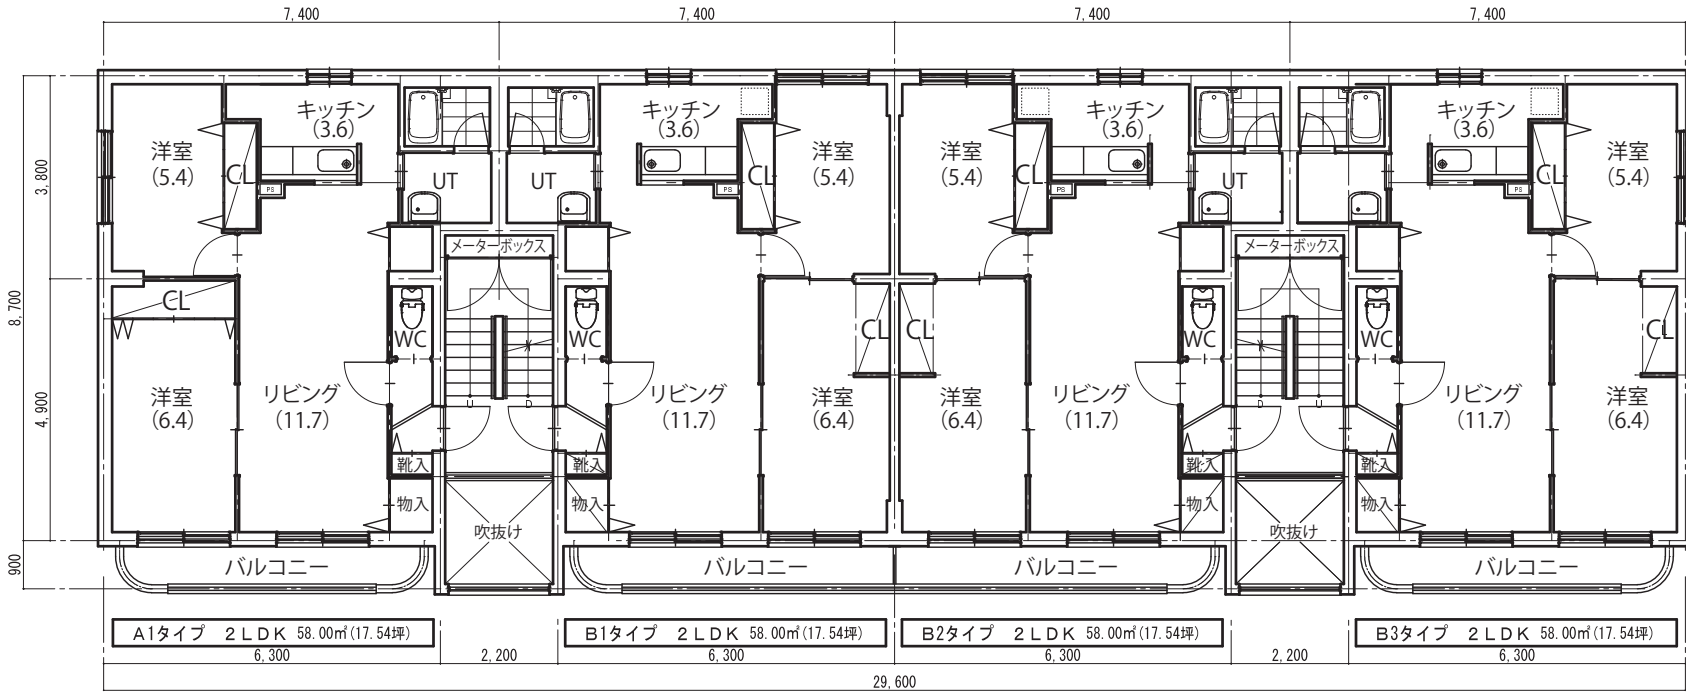 7,400 7,400 7,400 7,400
キッチン (3.6) キッチン (3.6) キッチン (3.6) キッチン (3.6)
洋室 (5.4) CL PS UT UT PS CL 洋室 (5.4) 洋室 (5.4) CL PS UT PS CL 洋室 (5.4)
3,800
メーターボックス メーターボックス
8,700
CL WC WC CL CL WC WC CL
4,900
洋室 (6.4) リビング (11.7) U D リビング (11.7) 洋室 (6.4) 洋室 (6.4) リビング (11.7) D U リビング (11.7) 洋室 (6.4)
靴入 靴入 靴入 靴入
物入 吹抜け 物入 物入 吹抜け 物入
900
バルコニー バルコニー バルコニー バルコニー
A1タイプ 2LDK 58.00㎡(17.54坪) B1タイプ 2LDK 58.00㎡(17.54坪) B2タイプ 2LDK 58.00㎡(17.54坪) B3タイプ 2LDK 58.00㎡(17.54坪)
6,300 2,200 6,300 6,300 2,200 6,300
29,600